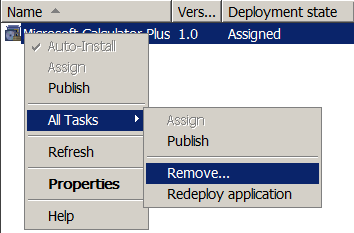 Name Vers... Deployment state
Microsoft Calculator Plus 1.0 Assigned
Auto-Install
Assign
Publish
All Tasks
Refresh
Properties
Help
Assign
Publish
Remove...
Redeploy application